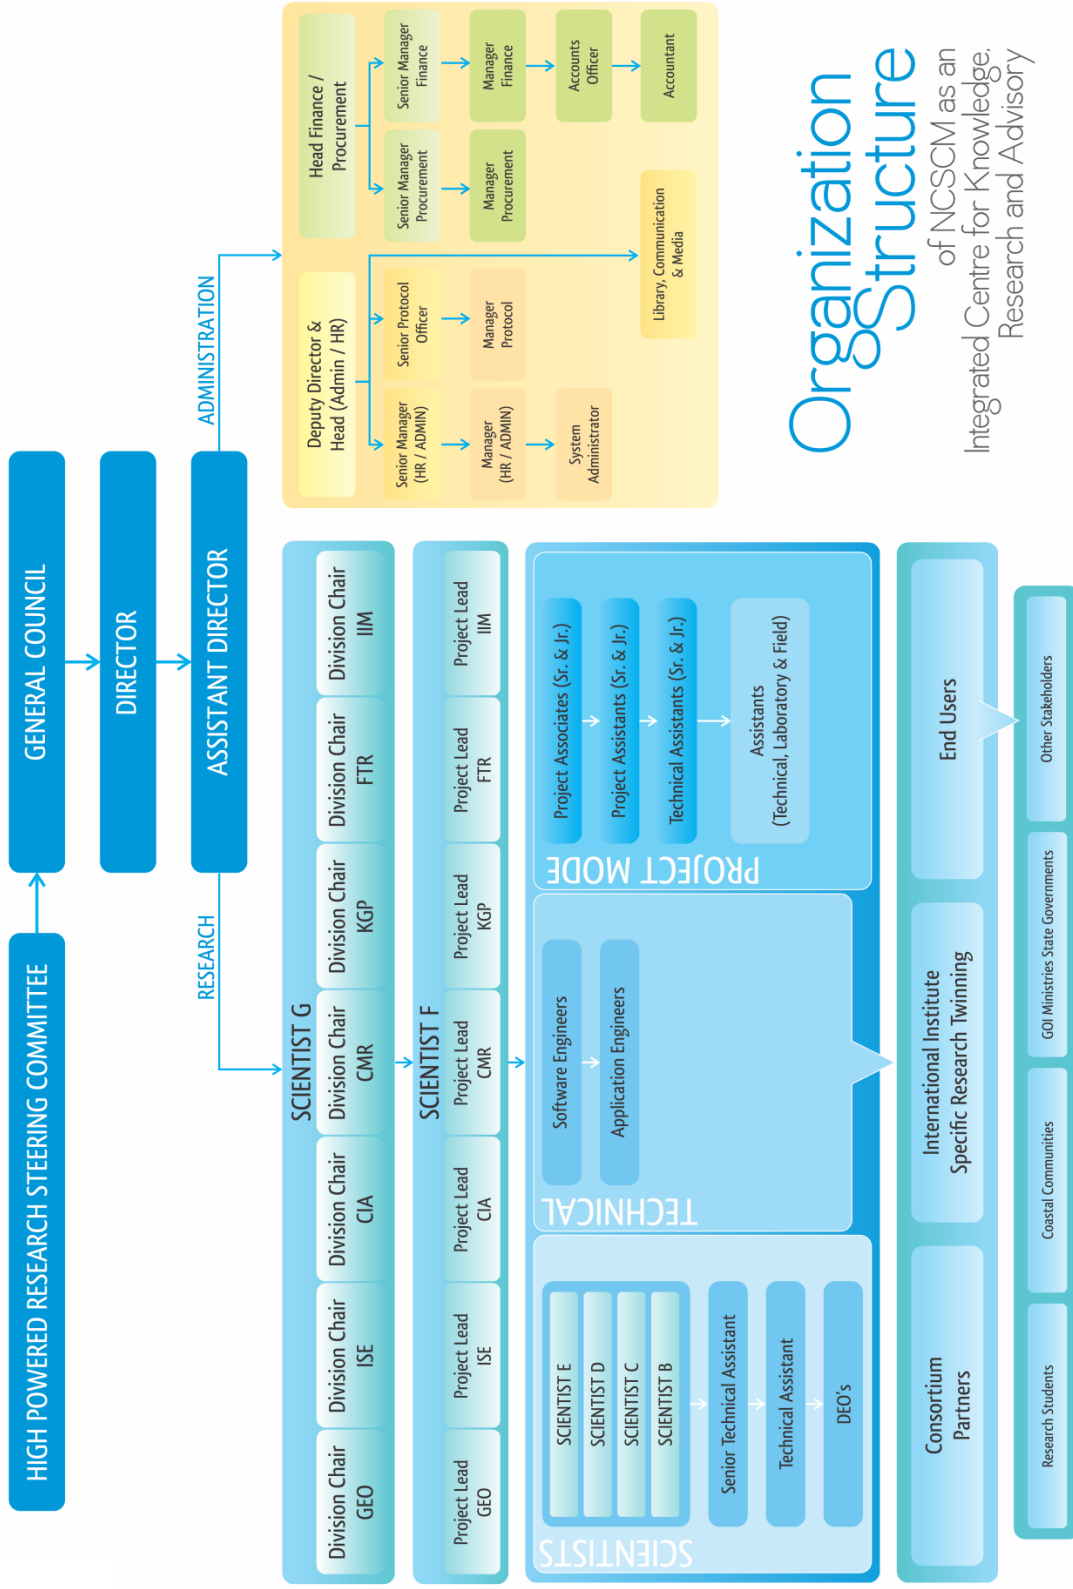 HIGH POWERED RESEARCH STEERING COMMITTEE
GENERAL COUNCIL
DIRECTOR
ASSISTANT DIRECTOR
RESEARCH
ADMINISTRATION
SCIENTIST G
Division Chair
GEO
Division Chair
ISE
Division Chair
CIA
Division Chair
CMR
Division Chair
KGP
Division Chair
FTR
Division Chair
IIM
SCIENTIST F
Project Lead
GEO
Project Lead
ISE
Project Lead
CIA
Project Lead
CMR
Project Lead
KGP
Project Lead
FTR
Project Lead
IIM
SCIENTISTS
SCIENTIST E
SCIENTIST D
SCIENTIST C
SCIENTIST B
Senior Technical Assistant
Technical Assistant
DEO's
TECHNICAL
Software Engineers
Application Engineers
PROJECT MODE
Project Associates (Sr. & Jr.)
Project Assistants (Sr. & Jr.)
Technical Assistants (Sr. & Jr.)
Assistants
(Technical, Laboratory & Field)
Consortium
Partners
International Institute
Specific Research Twinning
End Users
Research Students
Coastal Communities
GOI Ministries State Governments
Other Stakeholders
Deputy Director &
Head (Admin / HR)
Senior Manager
(HR / ADMIN)
Manager
(HR / ADMIN)
System
Administrator
Senior Protocol
Officer
Manager
Protocol
Library, Communication
& Media
Head Finance /
Procurement
Senior Manager
Procurement
Manager
Procurement
Senior Manager
Finance
Manager
Finance
Accounts
Officer
Accountant
Organization
Structure
of NCSCM as an
Integrated Centre for Knowledge,
Research and Advisory